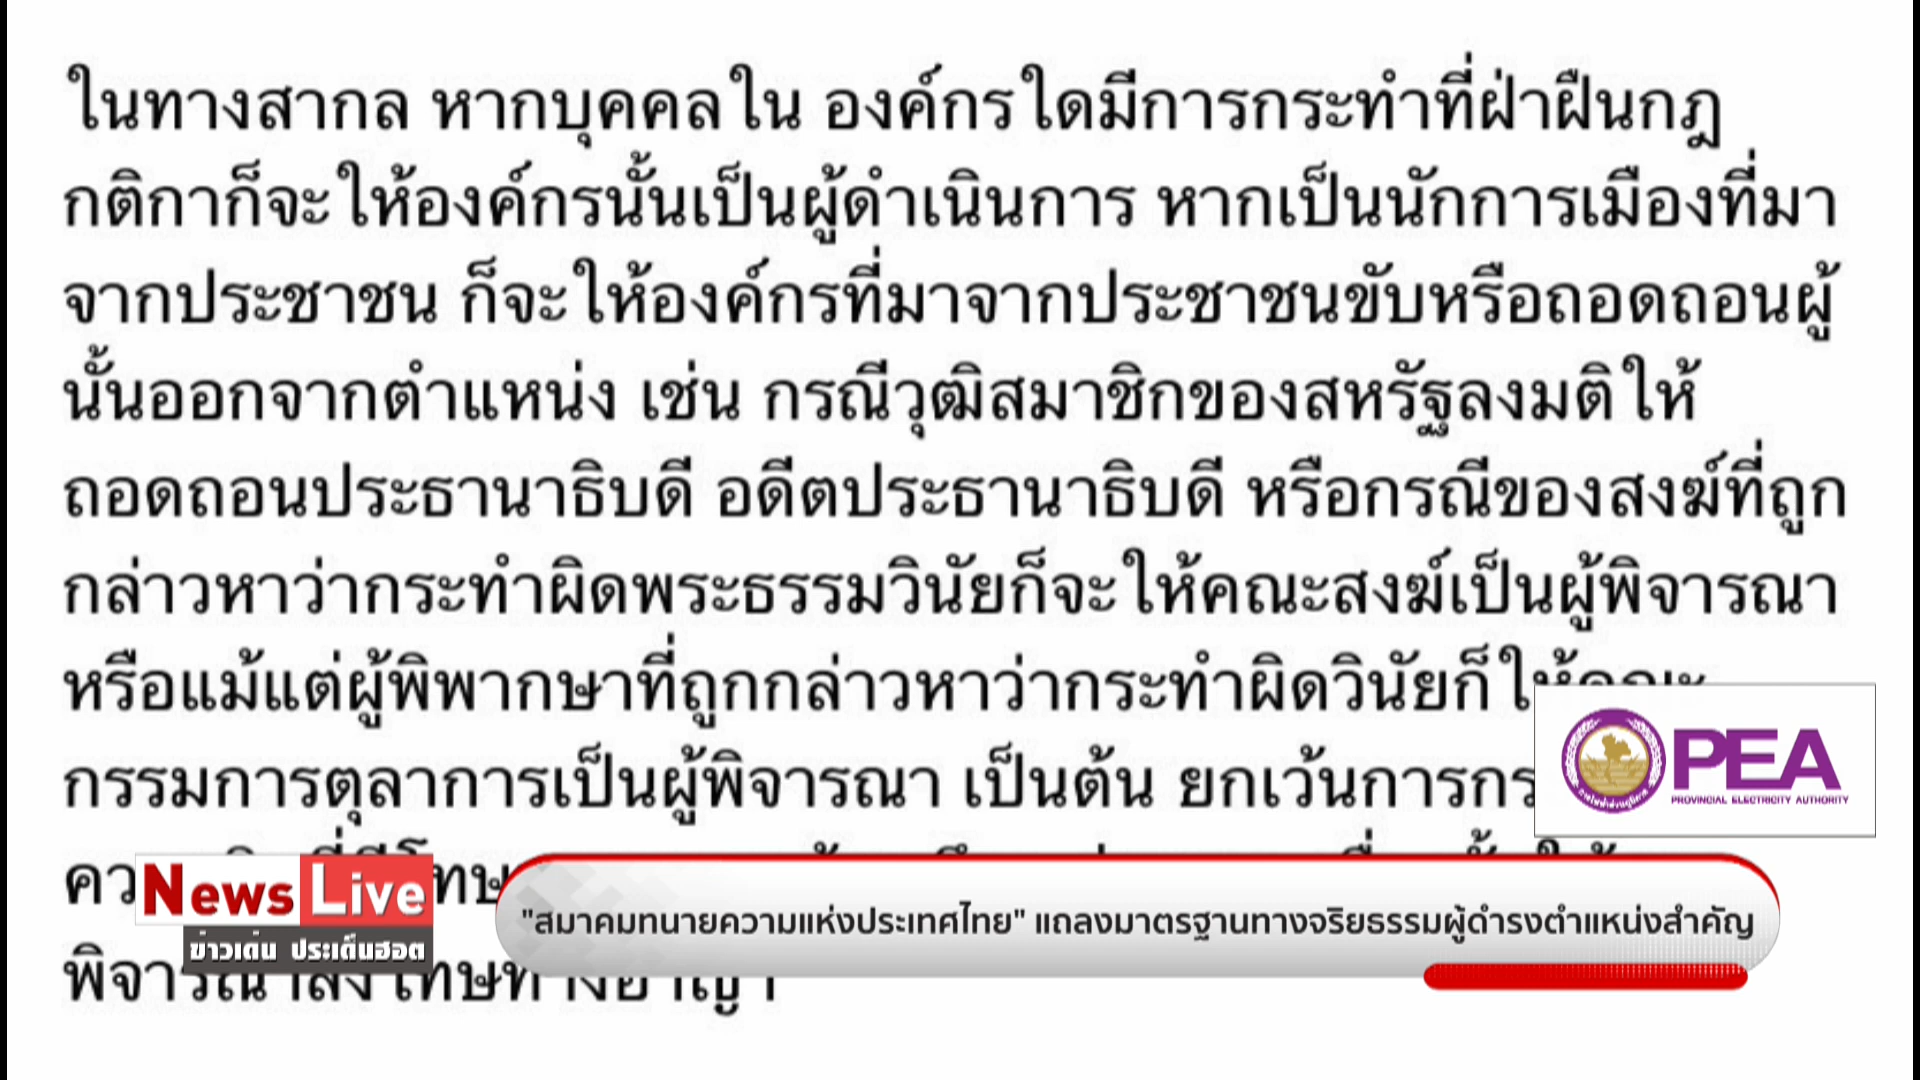 ในทางสากล หากบุคคลใน องค์กรใดมีการกระทำที่ฝ่าฝืนกฎ
กติกาก็จะให้องค์กรนั้นเป็นผู้ดำเนินการ หากเป็นนักการเมืองที่มา
จากประชาชน ก็จะให้องค์กรที่มาจากประชาชนขับหรือถอดถอนผู้
นั้นออกจากตำแหน่ง เช่น กรณีวุฒิสมาชิกของสหรัฐลงมติให้
ถอดถอนประธานาธิบดี อดีตประธานาธิบดี หรือกรณีของสงฆ์ที่ถูก
กล่าวหาว่ากระทำผิดพระธรรมวินัยก็จะให้คณะสงฆ์เป็นผู้พิจารณา
หรือแม้แต่ผู้พิพากษาที่ถูกกล่าวหาว่ากระทำผิดวินัยก็ให้คณะ
กรรมการตุลาการเป็นผู้พิจารณา เป็นต้น ยกเว้นการกร
PEA
PROVINCIAL ELECTRICITY AUTHORITY
News Live
ข่าวเด่น ประเด็นฮอต
"สมาคมทนายความแห่งประเทศไทย" แถลงมาตรฐานทางจริยธรรมผู้ดำรงตำแหน่งสำคัญ